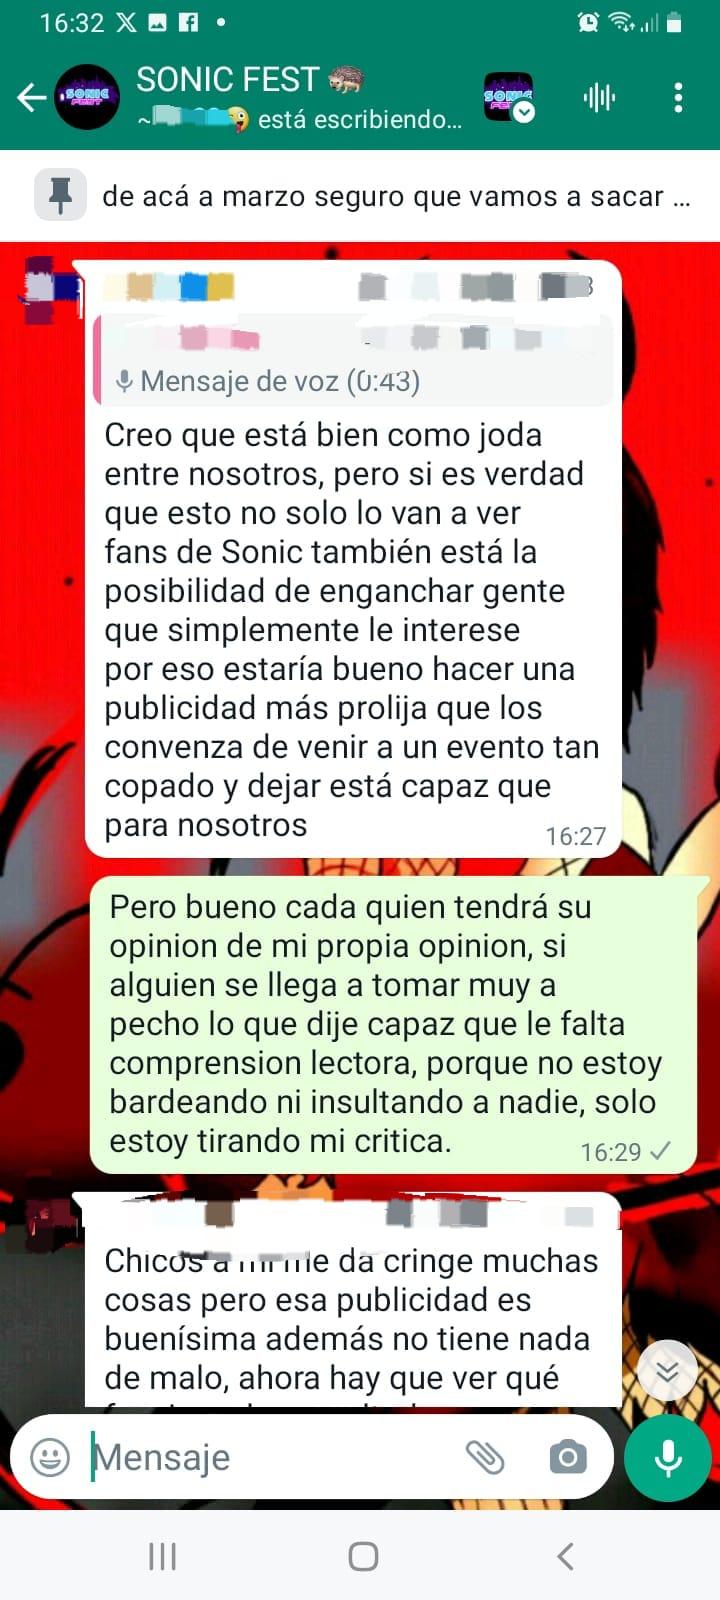 16:32
SONIC FEST
~ está escribiendo...
de acá a marzo seguro que vamos a sacar ...
Mensaje de voz (0:43)
Creo que está bien como joda
entre nosotros, pero si es verdad
que esto no solo lo van a ver
fans de Sonic también está la
posibilidad de enganchar gente
que simplemente le interese
por eso estaría bueno hacer una
publicidad más prolija que los
convenza de venir a un evento tan
copado y dejar está capaz que
para nosotros
16:27
Pero bueno cada quien tendrá su
opinion de mi propia opinion, si
alguien se llega a tomar muy a
pecho lo que dije capaz que le falta
comprension lectora, porque no estoy
bardeando ni insultando a nadie, solo
estoy tirando mi critica.
16:29
Chicos a mi me da cringe muchas
cosas pero esa publicidad es
buenísima además no tiene nada
de malo, ahora hay que ver qué
Mensaje